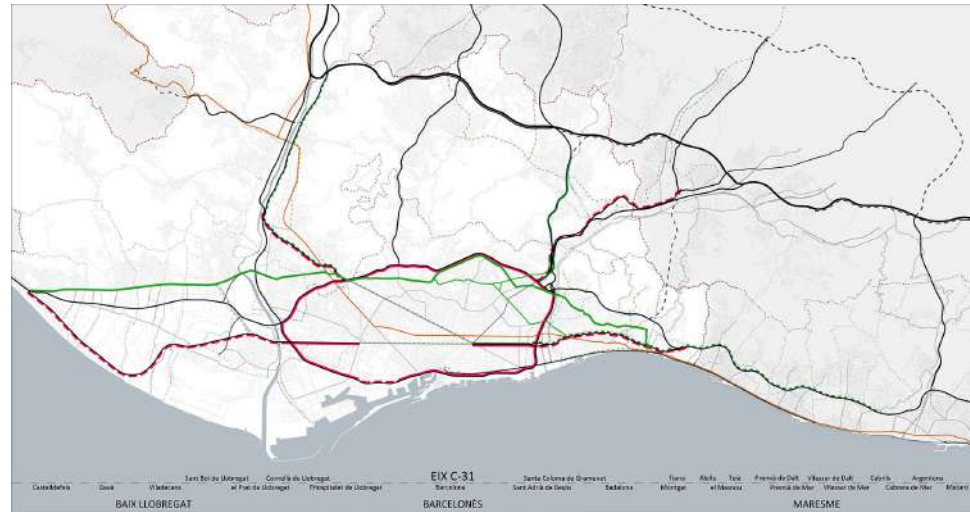 Sant Boi de Llobregat Cornellà de Llobregat EIX C-31 Santa Coloma de Gramenet Tiana Alella Teià Premià de Dalt Vilassar de Dalt Cabrils Argentona
Castelldefels Gavà Viladecans el Prat de Llobregat l'Hospitalet de Llobregat Barcelona Sant Adrià de Besòs Badalona Montgat el Masnou Premià de Mar Vilassar de Mar Cabrera de Mar Mataró
BAIX LLOBREGAT BARCELONÈS MARESME